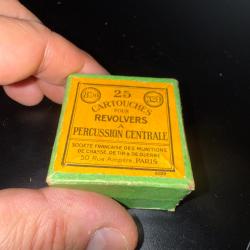 25
CARTOUCHES
POUR
REVOLVERS
A
PERCUSSION CENTRALE
SOCIÉTÉ FRANÇAISE DES MUNITIONS
DE CHASSE, DE TIR & DE GUERRE
50 Rue Ampère, PARIS